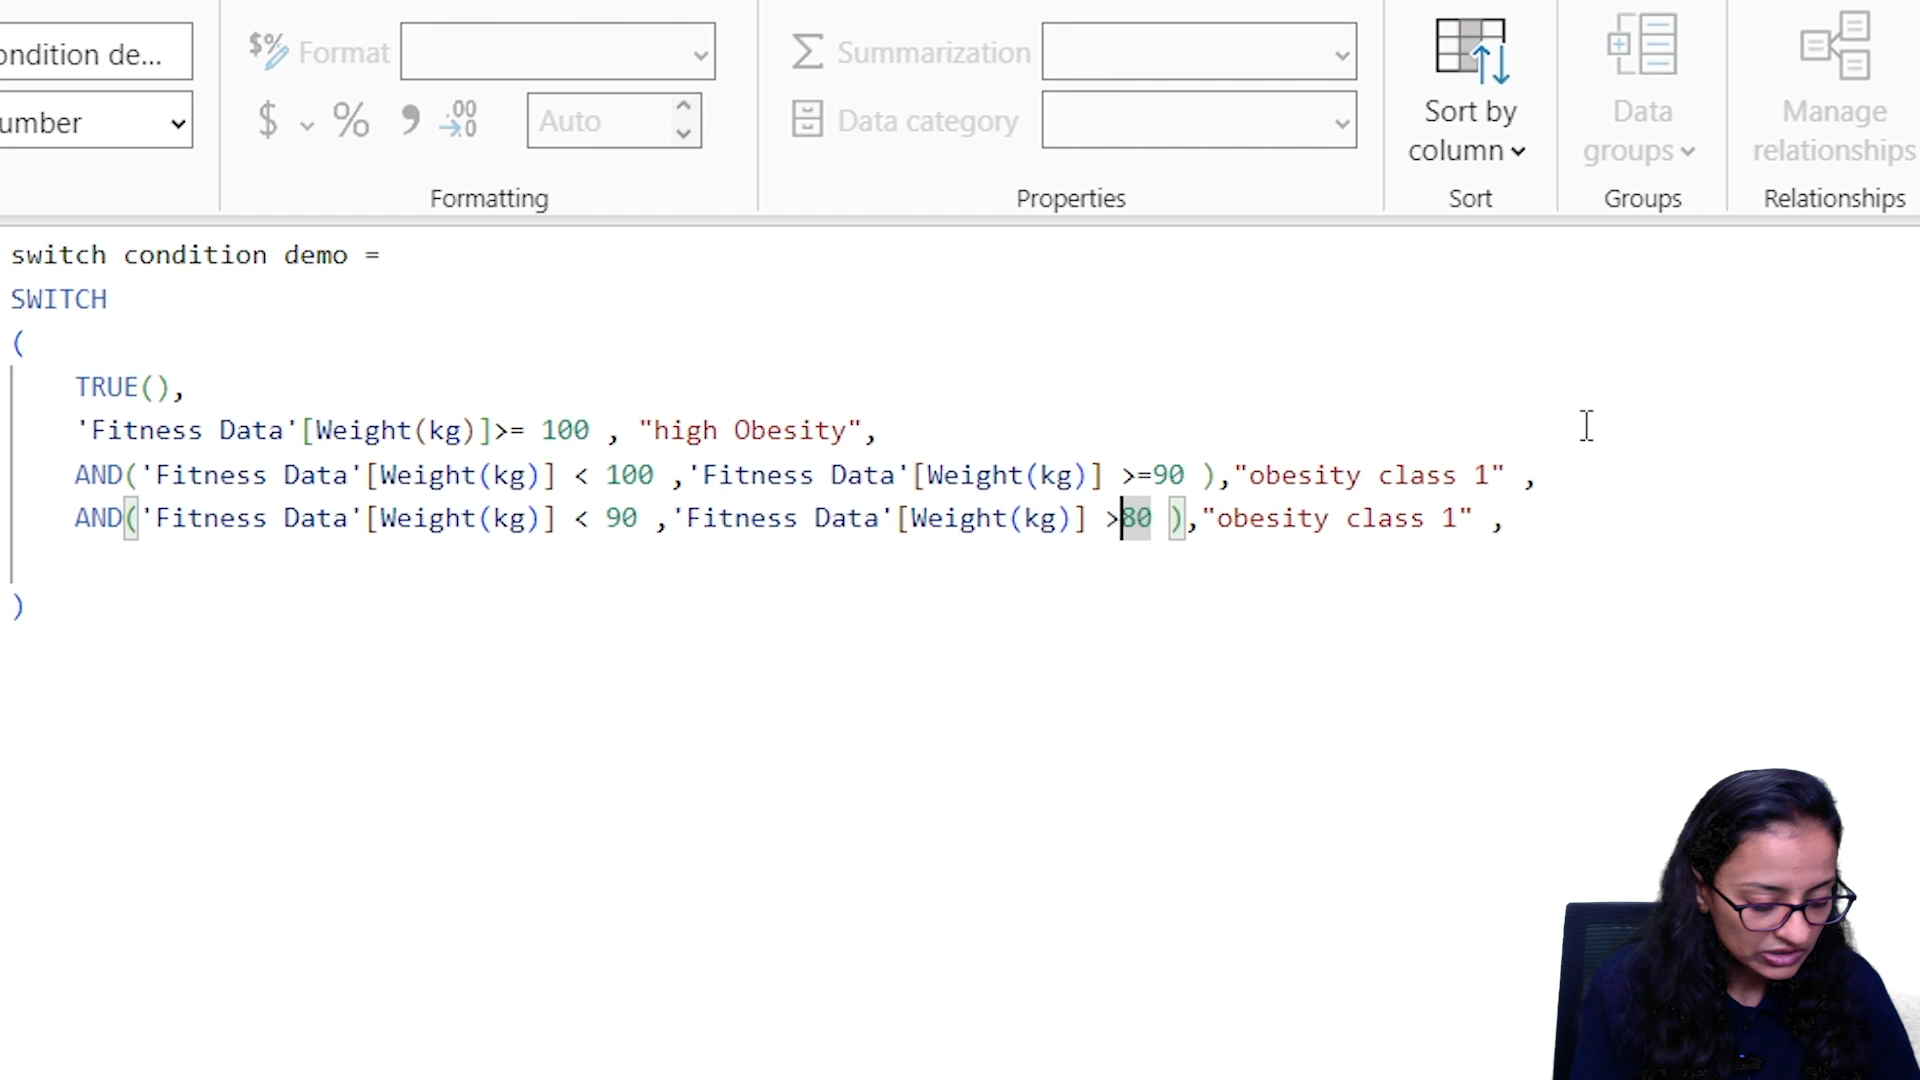 ondition de...
Format
Summarization
umber
$ % , .00
Auto
Data category
Sort by
column
Data
groups
Manage
relationships
Formatting
Properties
Sort
Groups
Relationships
switch condition demo =
SWITCH
(
TRUE(),
'Fitness Data'[Weight(kg)]>= 100 , "high Obesity",
AND('Fitness Data'[Weight(kg)] < 100 ,'Fitness Data'[Weight(kg)] >=90 ),"obesity class 1" ,
AND('Fitness Data'[Weight(kg)] < 90 ,'Fitness Data'[Weight(kg)] >80 ),"obesity class 1" ,
)